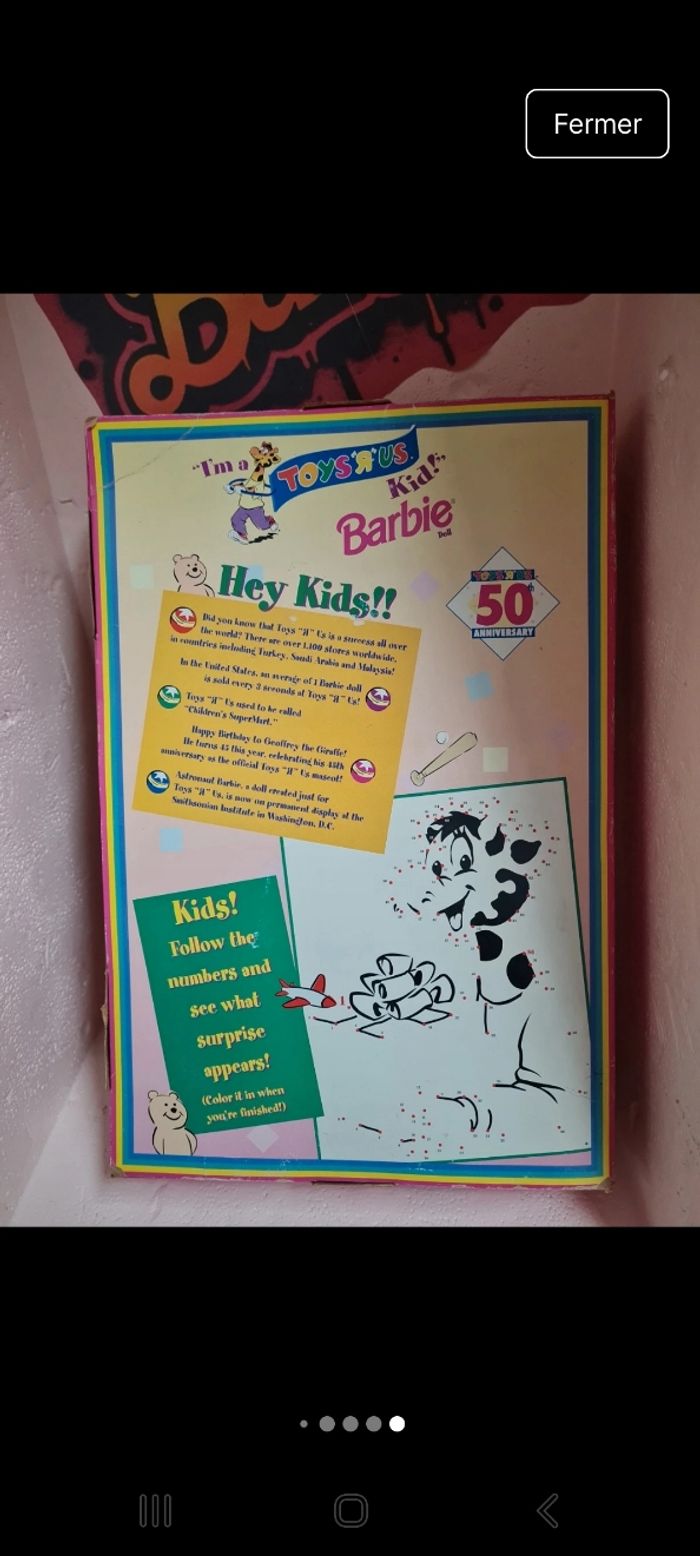 Fermer
"I'm a
TOYS "Я" US
Kid!"
Barbie
Doll
Hey Kids!!
TOYS "Я" US
50th
ANNIVERSARY
Did you know that Toys "Я" Us is a success all over
the world? There are over 1,400 stores worldwide,
in countries including Turkey, Saudi Arabia and Malaysia!
In the United States, an average of 1 Barbie doll
is sold every 3 seconds at Toys "Я" Us!
Toys "Я" Us used to be called
"Children's SuperMart."
Happy Birthday to Geoffrey the Giraffe!
He turns 45 this year, celebrating his 45th
anniversary as the official Toys "Я" Us mascot!
Astronaut Barbie, a doll created just for
Toys "Я" Us, is now on permanent display at the
Smithsonian Institute in Washington, D.C.
Kids!
Follow the
numbers and
see what
surprise
appears!
(Color it in when
you're finished!)